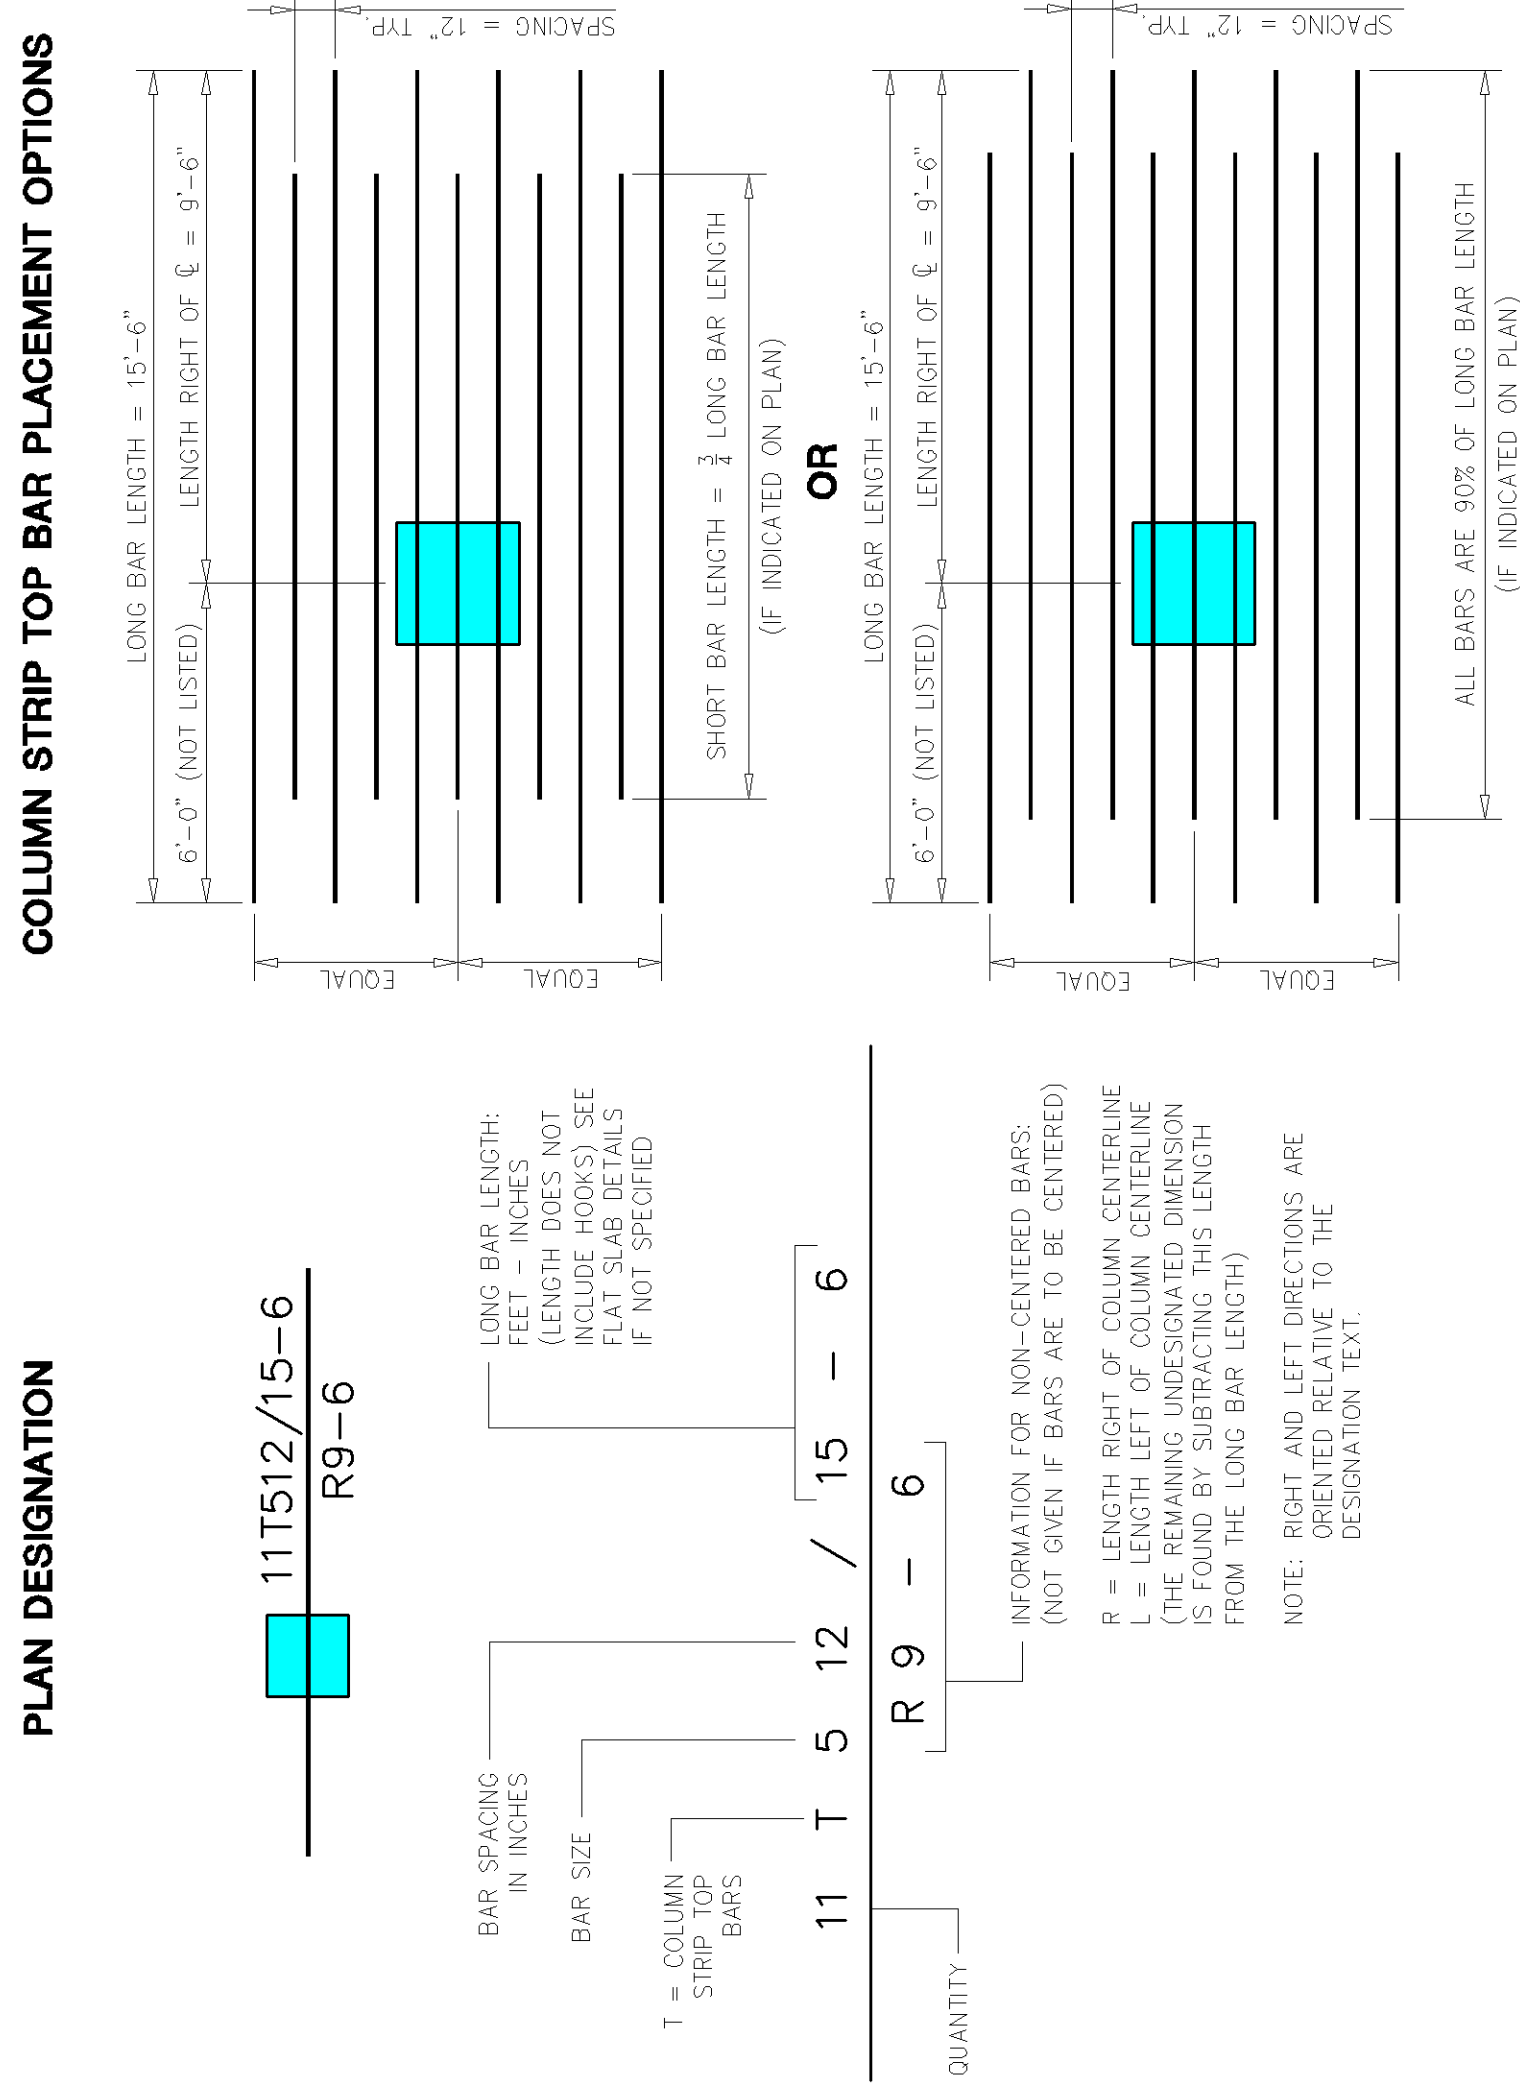 PLAN DESIGNATION
11T512/15-6
R9-6
BAR SPACING
IN INCHES
BAR SIZE
T = COLUMN
STRIP TOP
BARS
LONG BAR LENGTH:
FEET – INCHES
(LENGTH DOES NOT
INCLUDE HOOKS) SEE
FLAT SLAB DETAILS
IF NOT SPECIFIED
11 T 5 12 / 15 - 6
R 9 - 6
QUANTITY
INFORMATION FOR NON-CENTERED BARS:
(NOT GIVEN IF BARS ARE TO BE CENTERED)
R = LENGTH RIGHT OF COLUMN CENTERLINE
L = LENGTH LEFT OF COLUMN CENTERLINE
(THE REMAINING UNDESIGNATED DIMENSION
IS FOUND BY SUBTRACTING THIS LENGTH
FROM THE LONG BAR LENGTH)
NOTE: RIGHT AND LEFT DIRECTIONS ARE
ORIENTED RELATIVE TO THE
DESIGNATION TEXT.
COLUMN STRIP TOP BAR PLACEMENT OPTIONS
LONG BAR LENGTH = 15'-6"
6'-0" (NOT LISTED)
LENGTH RIGHT OF ℄ = 9'-6"
EQUAL
EQUAL
SPACING = 12" TYP.
SHORT BAR LENGTH = 3/4 LONG BAR LENGTH
(IF INDICATED ON PLAN)
OR
LONG BAR LENGTH = 15'-6"
6'-0" (NOT LISTED)
LENGTH RIGHT OF ℄ = 9'-6"
EQUAL
EQUAL
SPACING = 12" TYP.
ALL BARS ARE 90% OF LONG BAR LENGTH
(IF INDICATED ON PLAN)